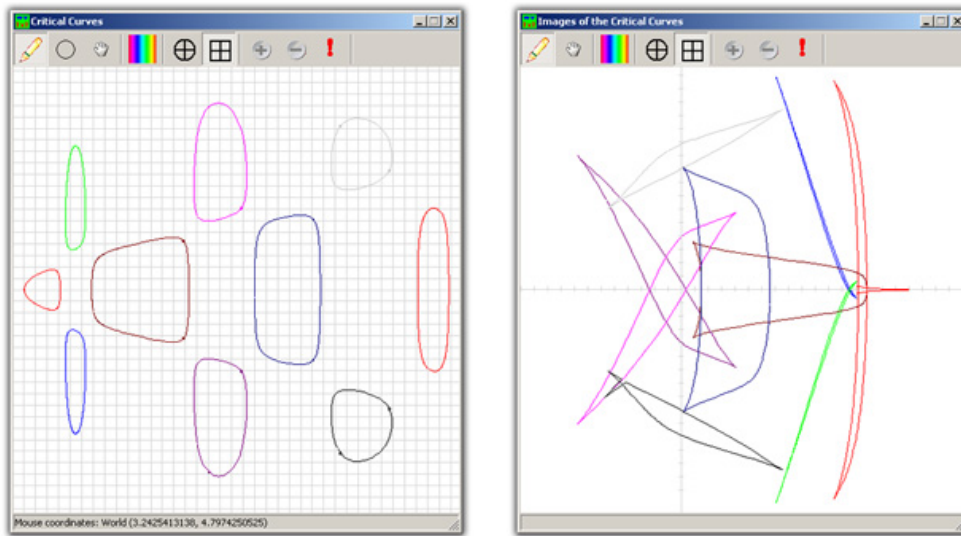 Critical Curves
Images of the Critical Curves
Mouse coordinates: World (3.2425413138, 4.7974250525)